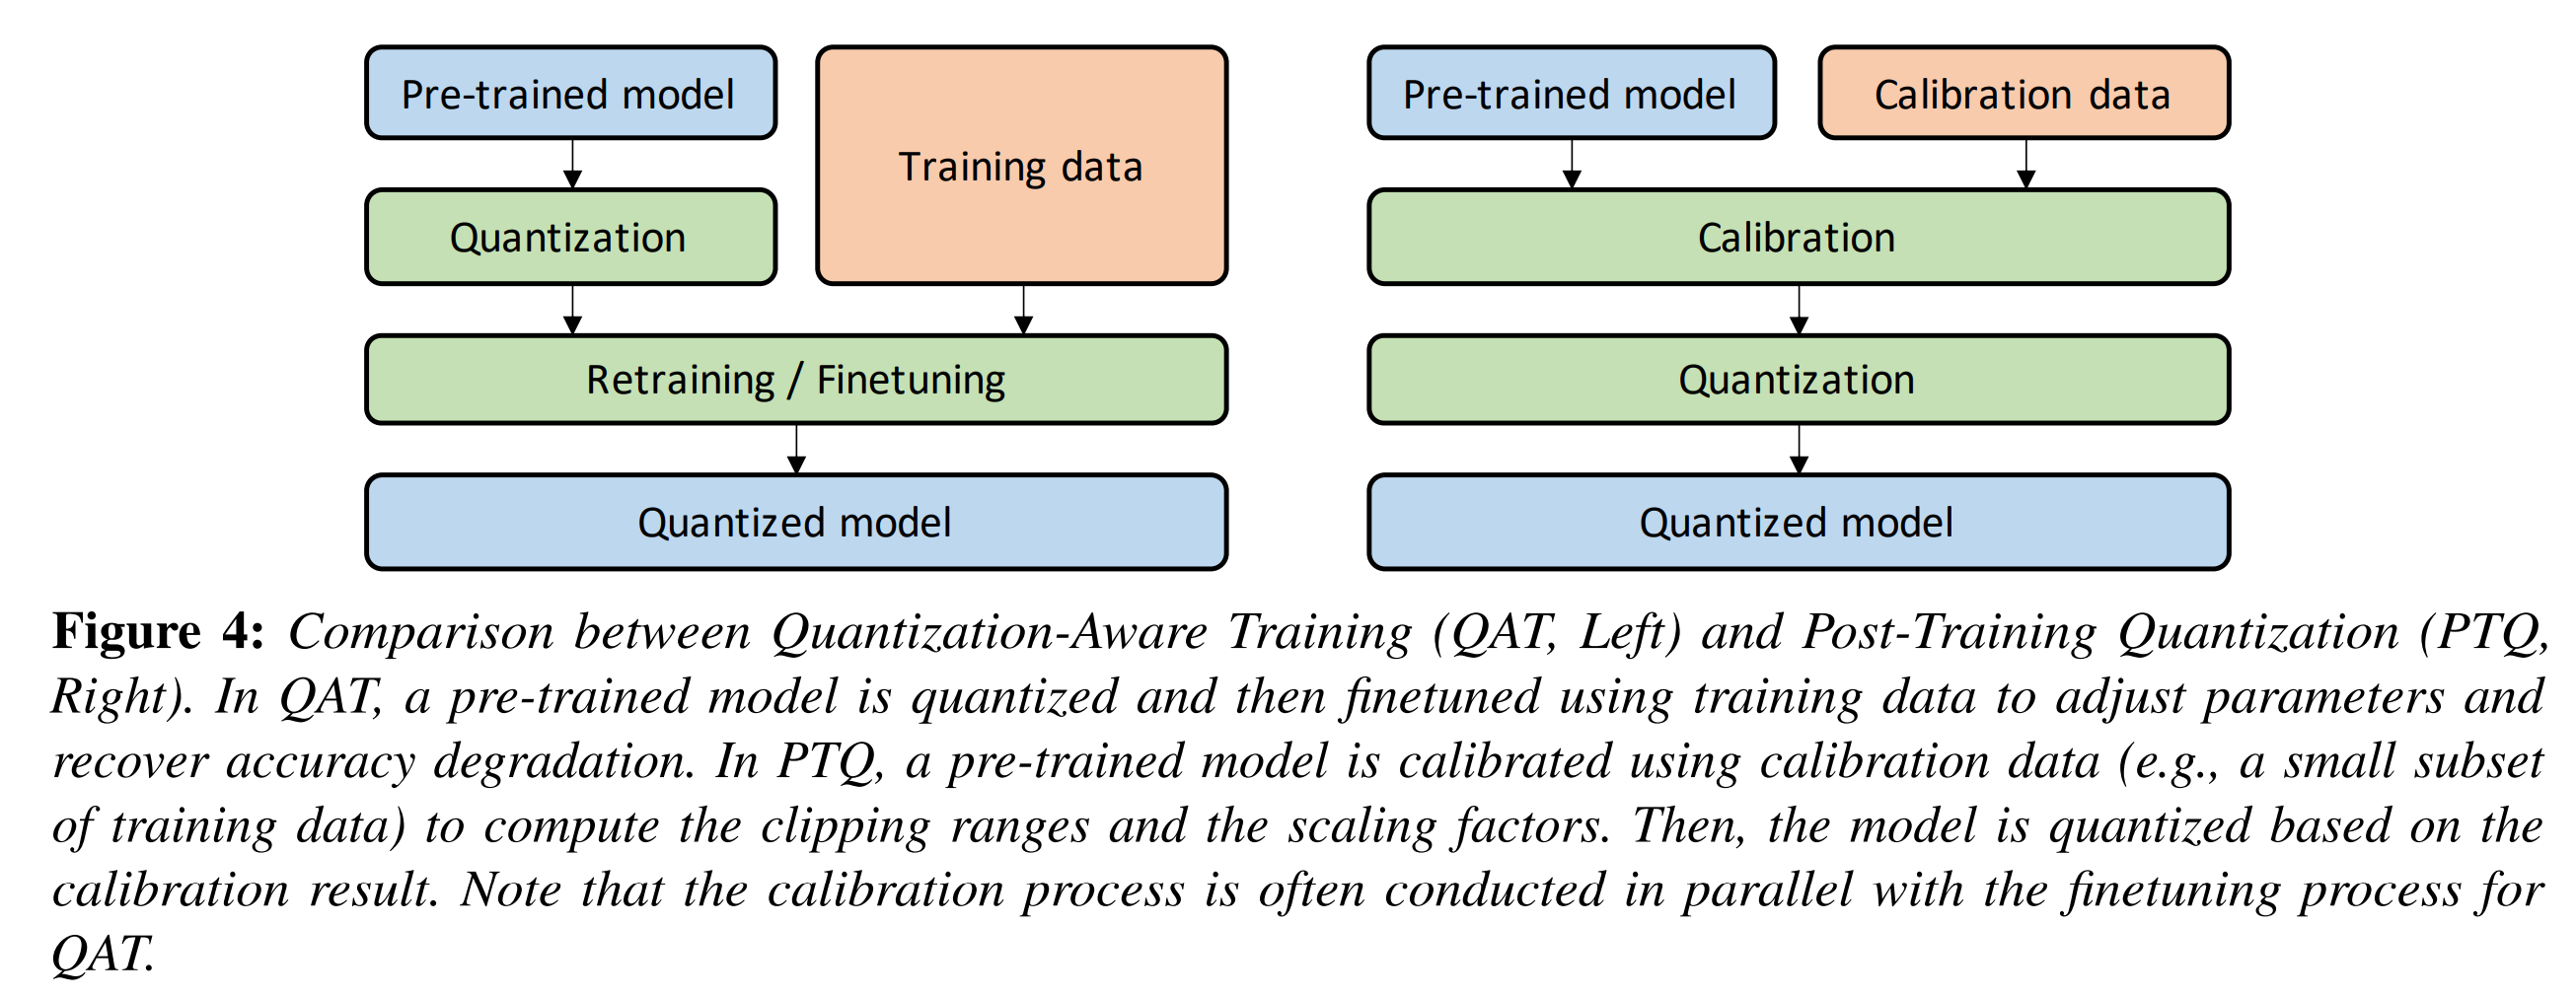 Pre-trained model
Training data
Quantization
Retraining / Finetuning
Quantized model
Pre-trained model
Calibration data
Calibration
Quantization
Quantized model
Figure 4: Comparison between Quantization-Aware Training (QAT, Left) and Post-Training Quantization (PTQ,
Right). In QAT, a pre-trained model is quantized and then finetuned using training data to adjust parameters and
recover accuracy degradation. In PTQ, a pre-trained model is calibrated using calibration data (e.g., a small subset
of training data) to compute the clipping ranges and the scaling factors. Then, the model is quantized based on the
calibration result. Note that the calibration process is often conducted in parallel with the finetuning process for
QAT.